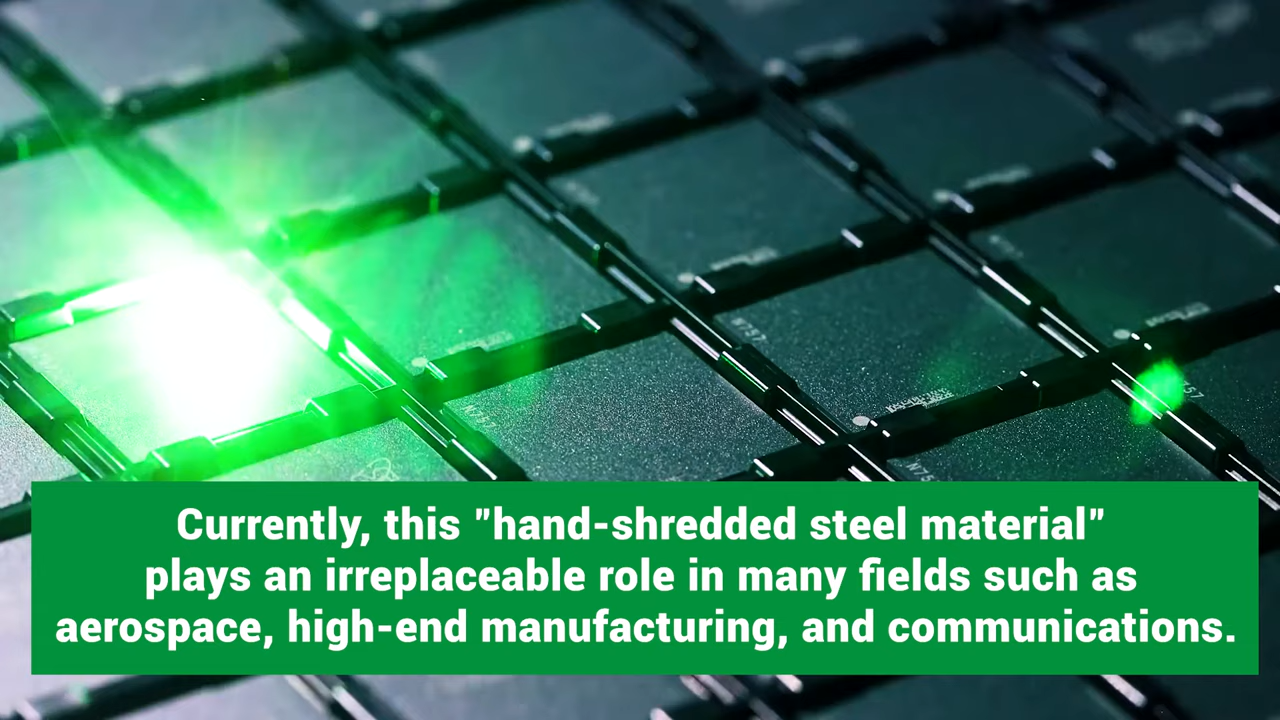 Currently, this "hand-shredded steel material"
plays an irreplaceable role in many fields such as
aerospace, high-end manufacturing, and communications.